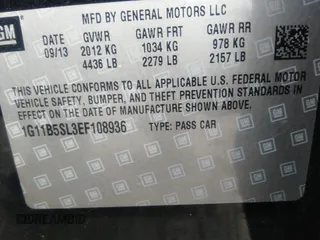 GM
MFD BY GENERAL MOTORS LLC
DATE GVWR GAWR FRT GAWR RR
09/13 2012 KG 1034 KG 978 KG
4436 LB 2279 LB 2157 LB
THIS VEHICLE CONFORMS TO ALL APPLICABLE U.S. FEDERAL MOTOR
VEHICLE SAFETY, BUMPER, AND THEFT PREVENTION STANDARDS IN
EFFECT ON THE DATE OF MANUFACTURE SHOWN ABOVE.
1G11B5SL3EF108936 TYPE: PASS CAR